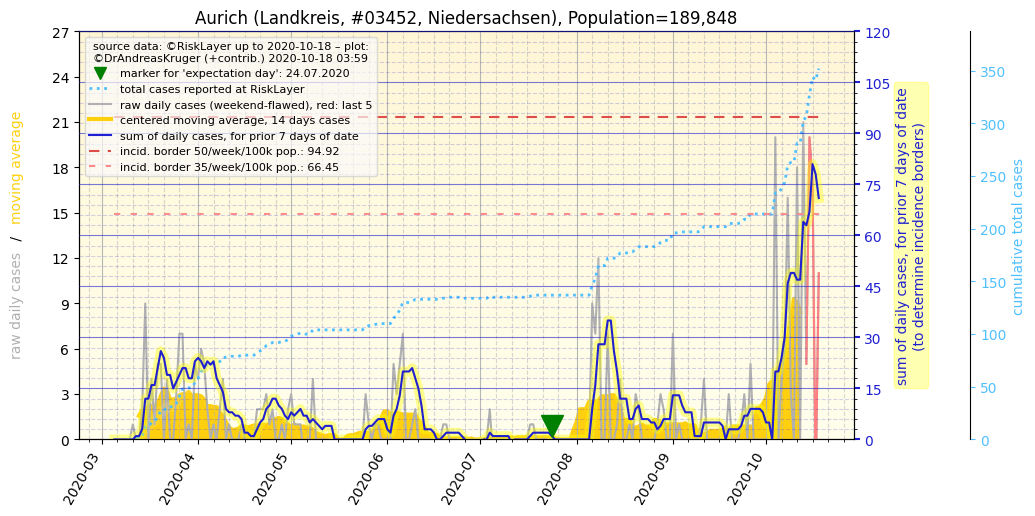 Aurich (Landkreis, #03452, Niedersachsen), Population=189,848
source data: ©RiskLayer up to 2020-10-18 – plot:
©DrAndreasKruger (+contrib.) 2020-10-18 03:59
marker for 'expectation day': 24.07.2020
total cases reported at RiskLayer
raw daily cases (weekend-flawed), red: last 5
centered moving average, 14 days cases
sum of daily cases, for prior 7 days of date
incid. border 50/week/100k pop.: 94.92
incid. border 35/week/100k pop.: 66.45
raw daily cases / moving average
27
24
21
18
15
12
9
6
3
0
2020-03
2020-04
2020-05
2020-06
2020-07
2020-08
2020-09
2020-10
120
105
90
75
60
45
30
15
0
sum of daily cases, for prior 7 days of date
(to determine incidence borders)
350
300
250
200
150
100
50
0
cumulative total cases